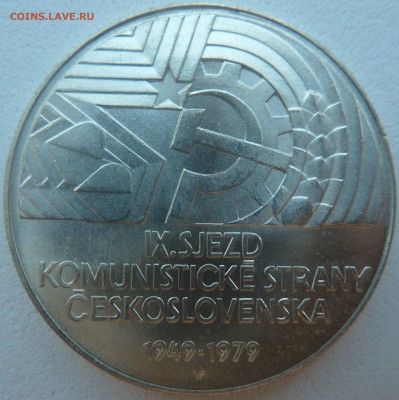 COINS.LAVE.RU
IX.SJEZD
KOMUNISTICKÉ STRANY
ČESKOSLOVENSKA
1949·1979